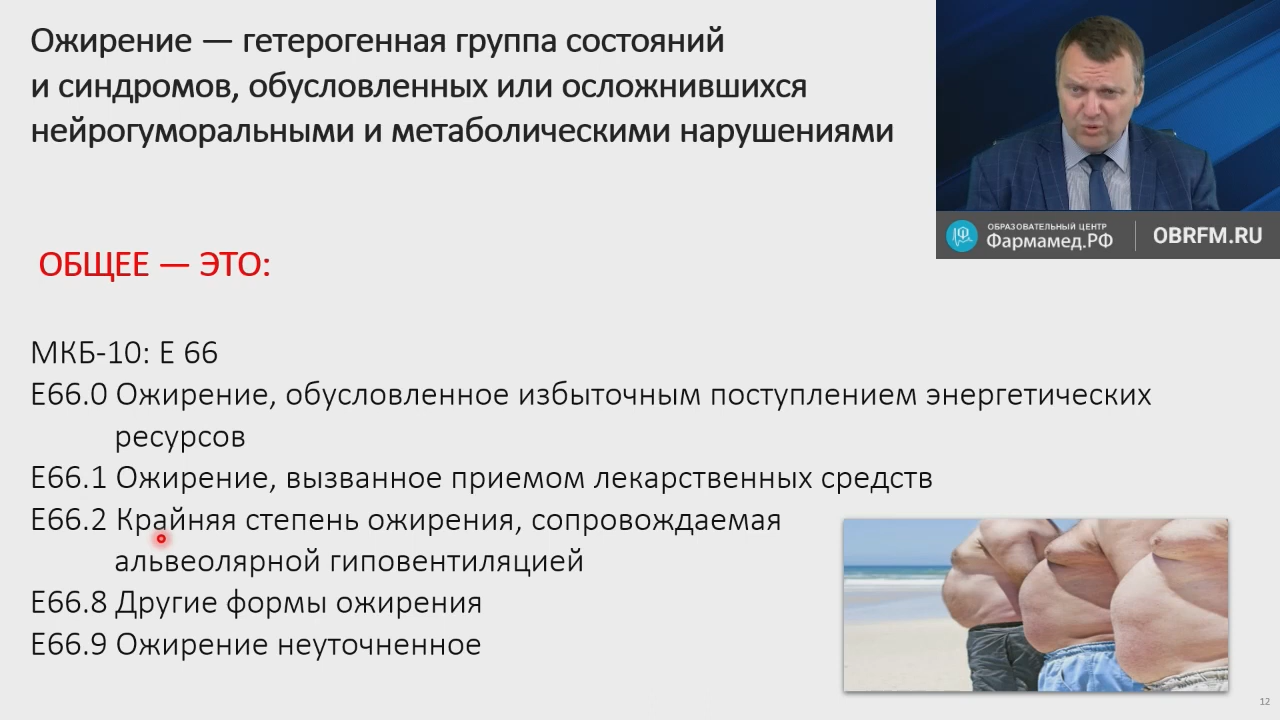 Ожирение — гетерогенная группа состояний
и синдромов, обусловленных или осложнившихся
нейрогуморальными и метаболическими нарушениями
ОБРАЗОВАТЕЛЬНЫЙ ЦЕНТР
Фармамед.РФ
OBRFM.RU
ОБЩЕЕ — ЭТО:
МКБ-10: Е 66
Е66.0 Ожирение, обусловленное избыточным поступлением энергетических
ресурсов
Е66.1 Ожирение, вызванное приемом лекарственных средств
Е66.2 Крайняя степень ожирения, сопровождаемая
альвеолярной гиповентиляцией
Е66.8 Другие формы ожирения
Е66.9 Ожирение неуточненное
12